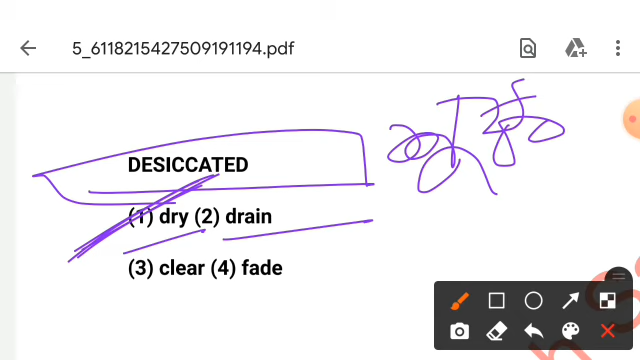 5_6118215427509191194.pdf
DESICCATED
(1) dry (2) drain
(3) clear (4) fade